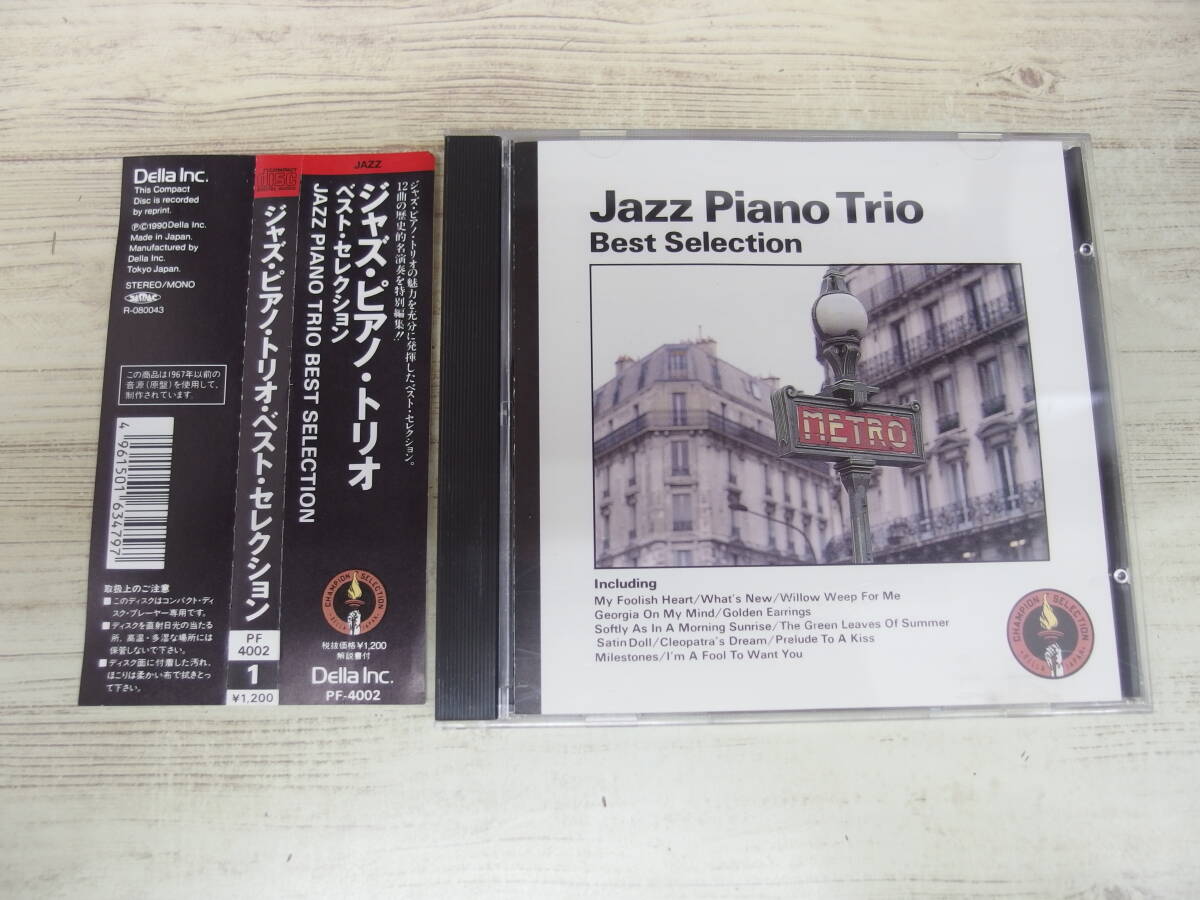 Della Inc.
This Compact
Disc is recorded
by reprint.
ⓅⒸ1990 Della Inc.
Made in Japan.
Manufactured by
Della Inc.
Tokyo Japan.
STEREO/MONO
R-080043
この商品は1967年以前の
音源(原盤)を使用して、
制作されています。
4961501634797
取扱上のご注意
■このディスクはコンパクト・ディ
スク・プレーヤー専用です。
■ディスクを直射日光の当たる
所、高温・多湿な場所には
保管しないで下さい。
■ディスク面に付着した汚れ、
ほこりは柔かい布で拭きとっ
て下さい。
COMPACT
disc
DIGITAL AUDIO
ジャズ・ピアノ・トリオ・ベスト・セレクション
PF
4002
1
¥1,200
JAZZ
ジャズ・ピアノ・トリオの魅力を充分に発揮したベスト・セレクション。
12曲の歴史的名演奏を特別編集!!
ジャズ・ピアノ・トリオ
ベスト・セレクション
JAZZ PIANO TRIO BEST SELECTION
CHAMPION SELECTION
DELLA JAPAN
税抜価格¥1,200
解説書付
Della Inc.
PF-4002
Jazz Piano Trio
Best Selection
METRO
Including
My Foolish Heart/What's New/Willow Weep For Me
Georgia On My Mind/Golden Earrings
Softly As In A Morning Sunrise/The Green Leaves Of Summer
Satin Doll/Cleopatra's Dream/Prelude To A Kiss
Milestones/I'm A Fool To Want You
CHAMPION SELECTION
DELLA JAPAN